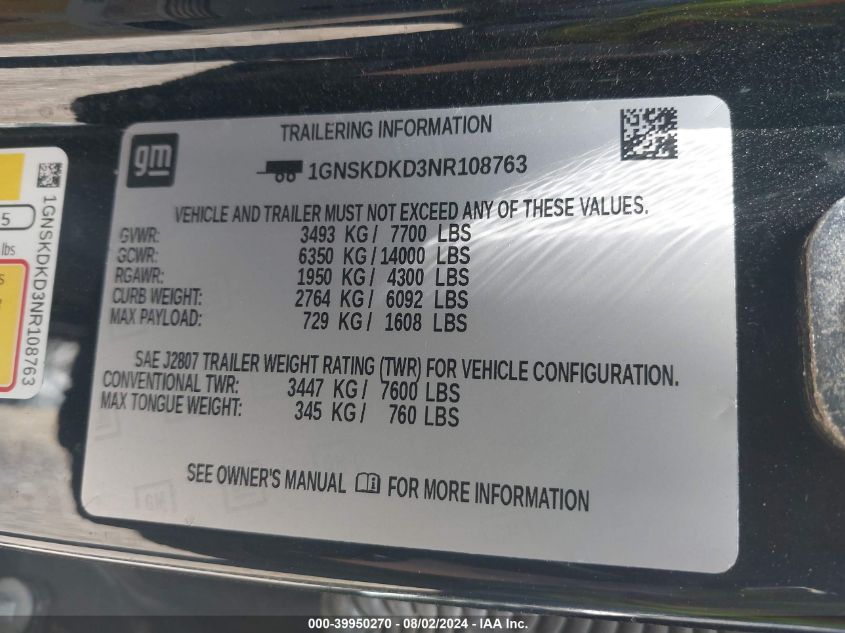 gm
TRAILERING INFORMATION
1GNSKDKD3NR108763
VEHICLE AND TRAILER MUST NOT EXCEED ANY OF THESE VALUES.
GVWR: 3493 KG / 7700 LBS
GCWR: 6350 KG / 14000 LBS
RGAWR: 1950 KG / 4300 LBS
CURB WEIGHT: 2764 KG / 6092 LBS
MAX PAYLOAD: 729 KG / 1608 LBS
SAE J2807 TRAILER WEIGHT RATING (TWR) FOR VEHICLE CONFIGURATION.
CONVENTIONAL TWR: 3447 KG / 7600 LBS
MAX TONGUE WEIGHT: 345 KG / 760 LBS
SEE OWNER'S MANUAL FOR MORE INFORMATION
5
lbs
1GNSKDKD3NR108763
000-39950270 - 08/02/2024 - IAA Inc.